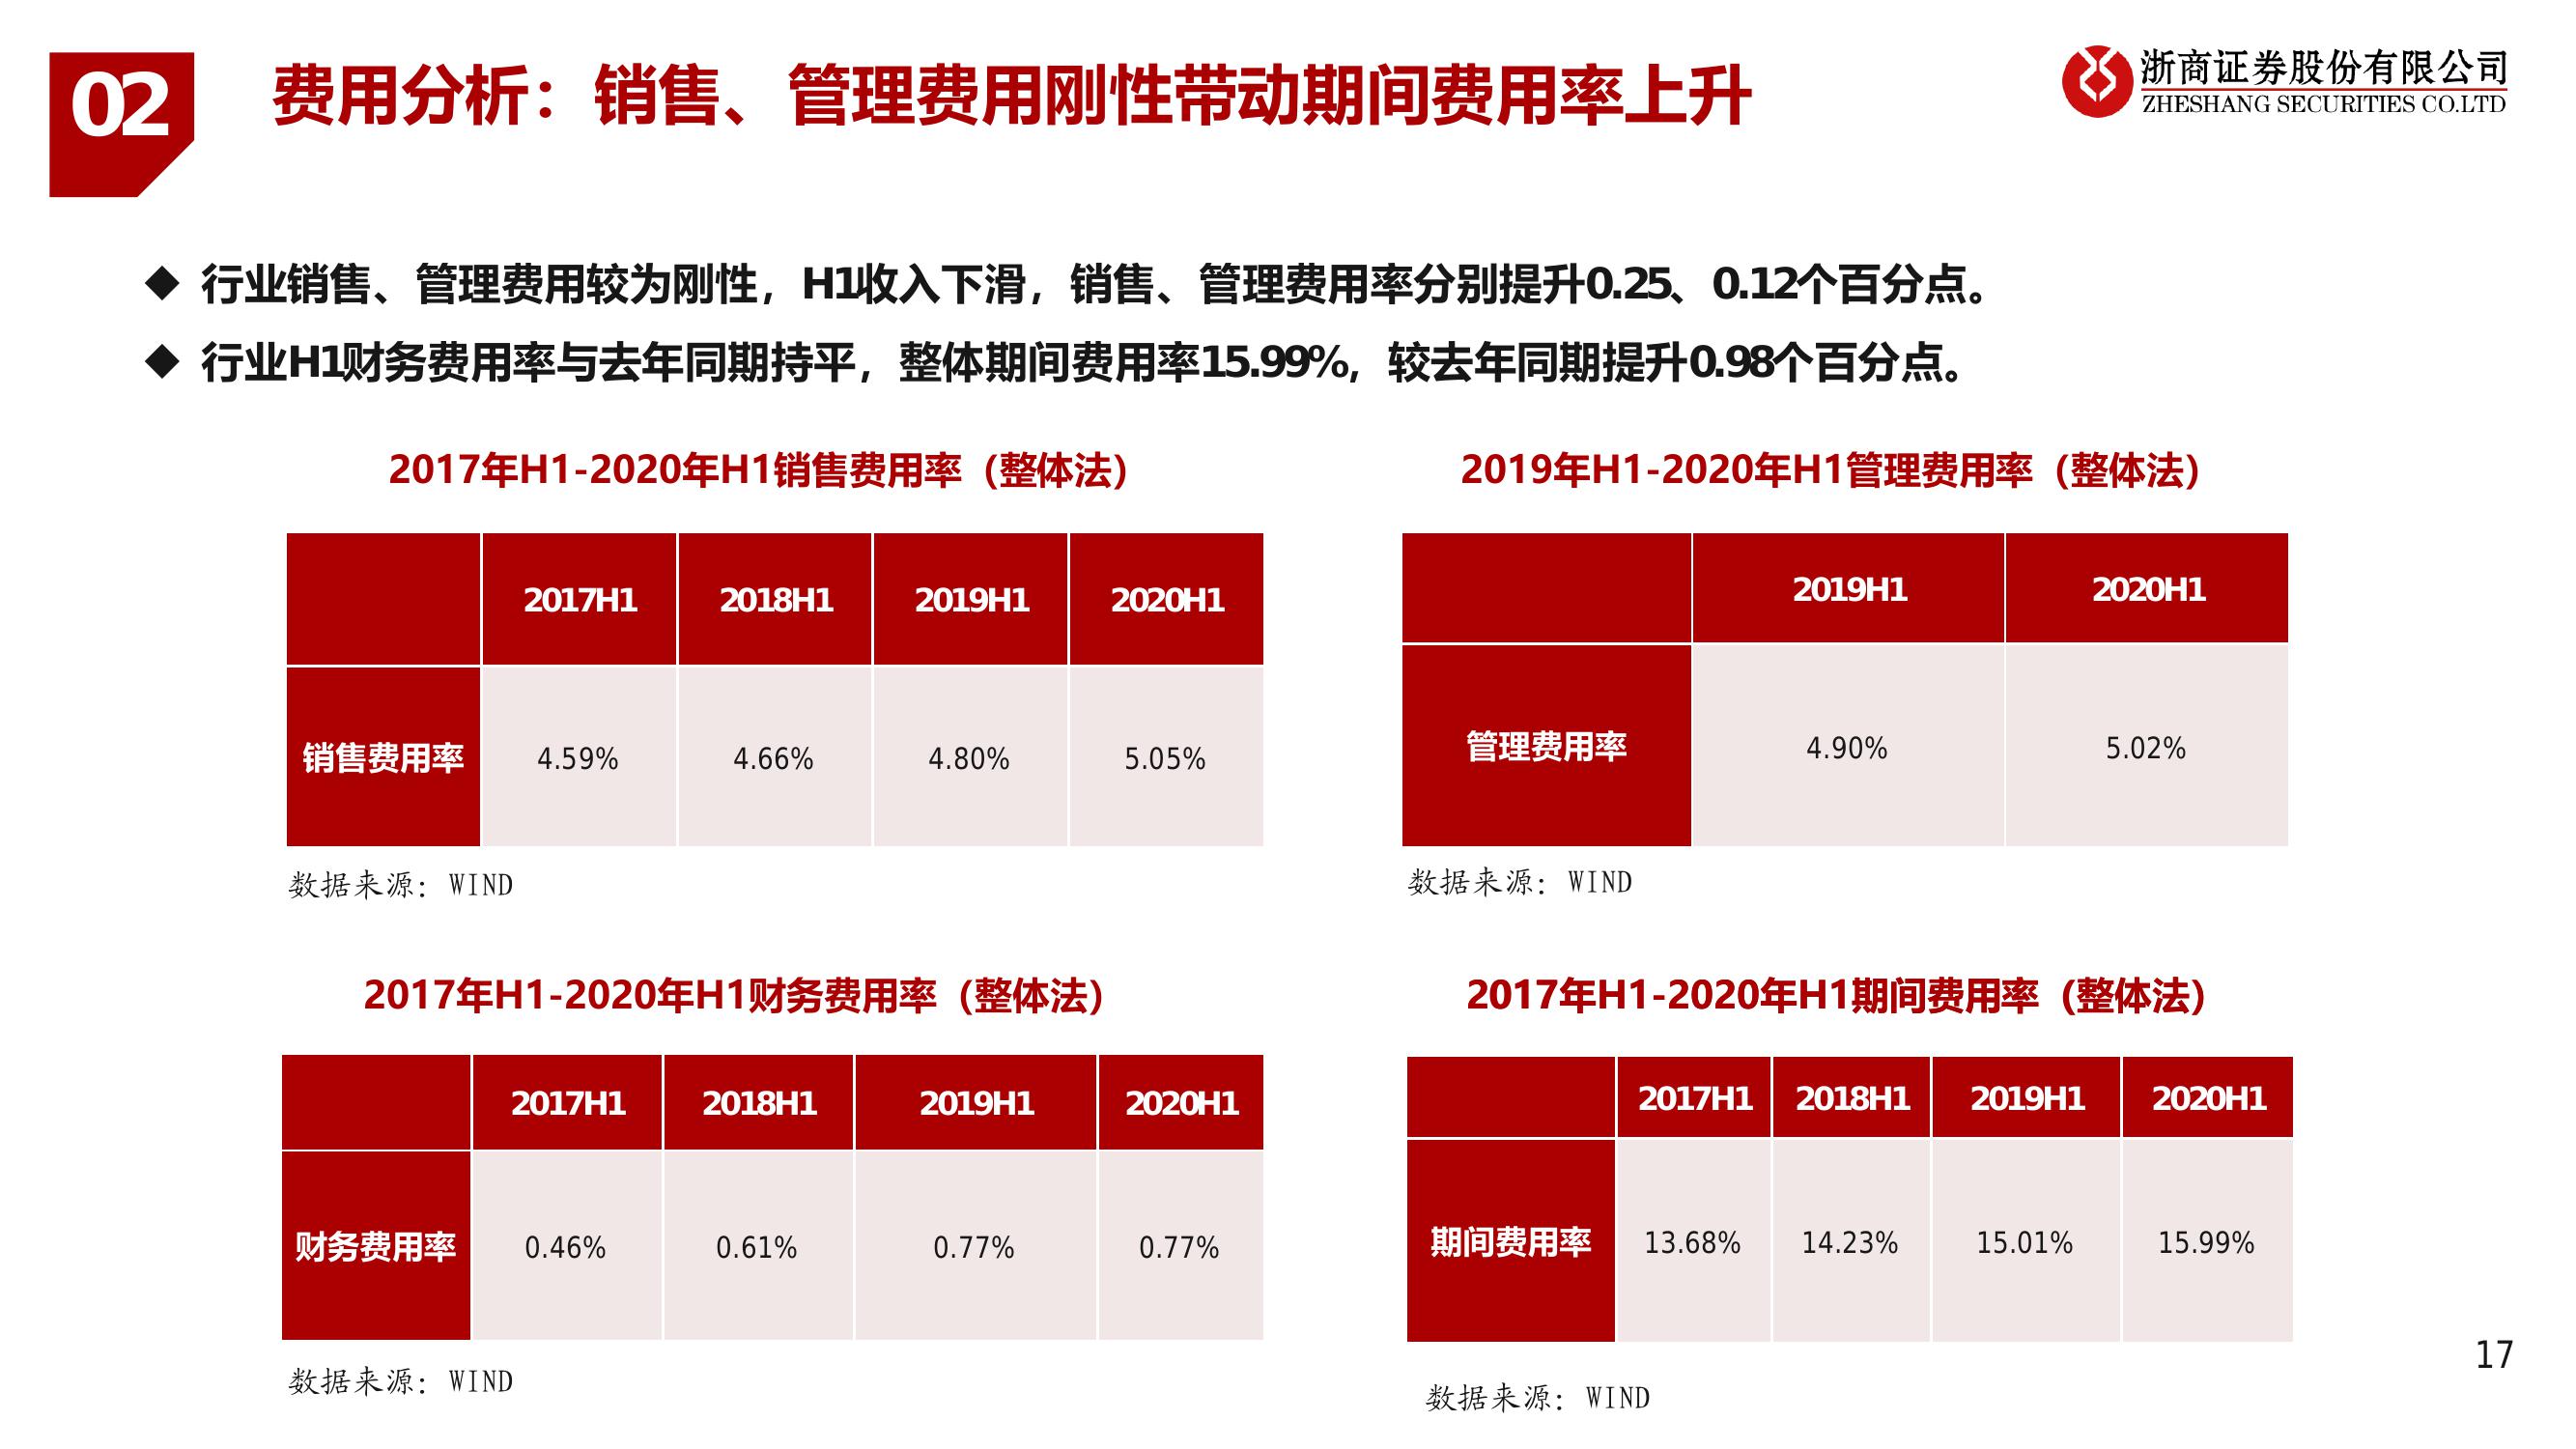 02
费用分析：销售、管理费用刚性带动期间费用率上升
浙商证券股份有限公司
ZHESHANG SECURITIES CO.LTD
◆ 行业销售、管理费用较为刚性，H1收入下滑，销售、管理费用率分别提升0.25、0.12个百分点。
◆ 行业H1财务费用率与去年同期持平，整体期间费用率15.99%，较去年同期提升0.98个百分点。
2017年H1-2020年H1销售费用率（整体法）
2017H1 2018H1 2019H1 2020H1
销售费用率 4.59% 4.66% 4.80% 5.05%
数据来源：WIND
2019年H1-2020年H1管理费用率（整体法）
2019H1 2020H1
管理费用率 4.90% 5.02%
数据来源：WIND
2017年H1-2020年H1财务费用率（整体法）
2017H1 2018H1 2019H1 2020H1
财务费用率 0.46% 0.61% 0.77% 0.77%
数据来源：WIND
2017年H1-2020年H1期间费用率（整体法）
2017H1 2018H1 2019H1 2020H1
期间费用率 13.68% 14.23% 15.01% 15.99%
数据来源：WIND
17